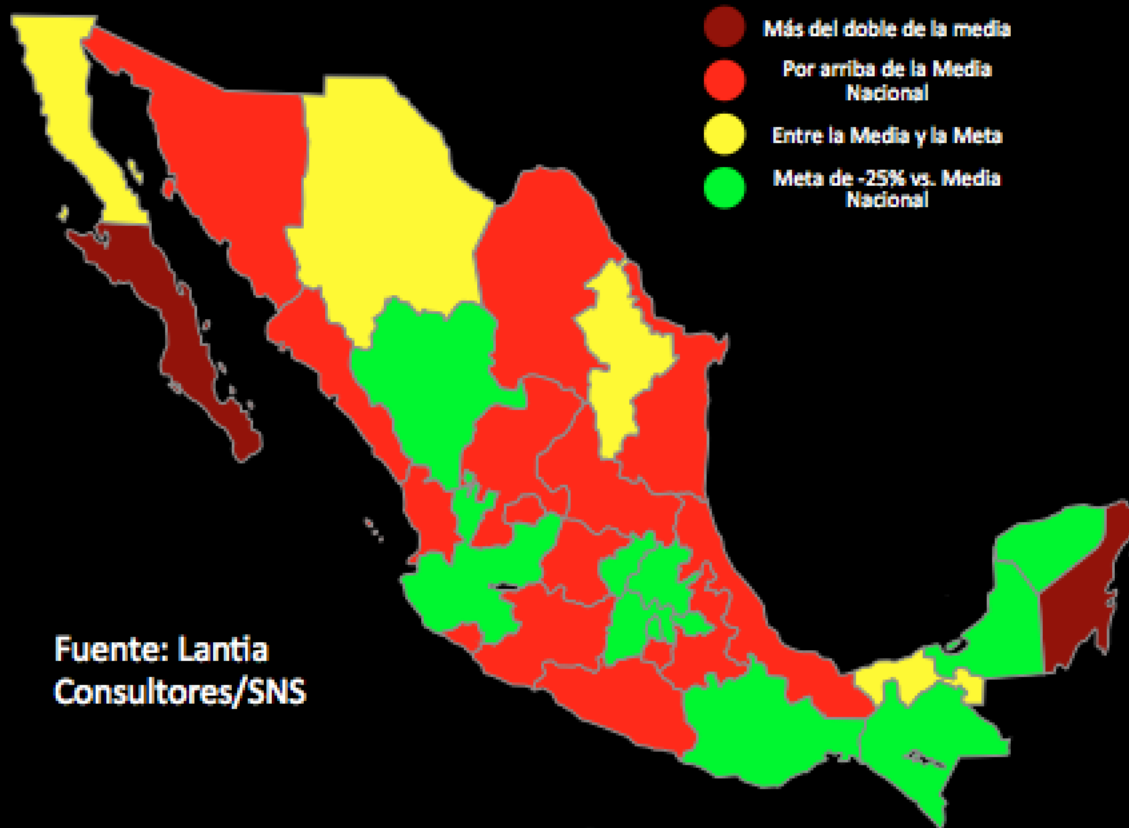 Más del doble de la media
Por arriba de la Media
Nacional
Entre la Media y la Meta
Meta de -25% vs. Media
Nacional
Fuente: Lantia
Consultores/SNS